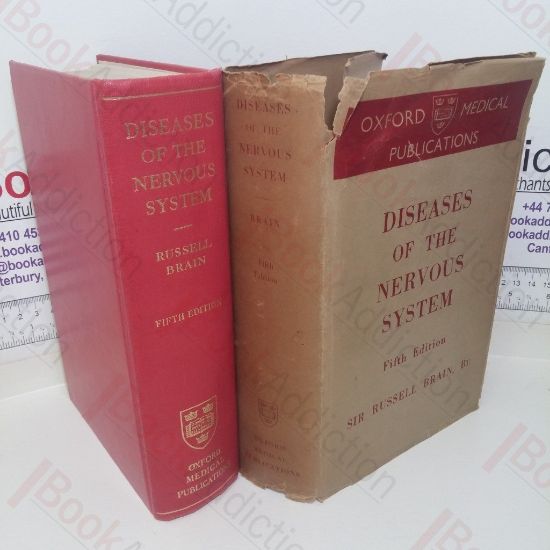 DISEASES
OF THE
NERVOUS
SYSTEM
RUSSELL
BRAIN
FIFTH EDITION
OXFORD
MEDICAL
PUBLICATIONS
DISEASES
OF THE
NERVOUS
SYSTEM
BRAIN
Fifth
Edition
OXFORD
MEDICAL
PUBLICATIONS
OXFORD MEDICAL
PUBLICATIONS
DISEASES
OF THE
NERVOUS
SYSTEM
Fifth Edition
SIR RUSSELL BRAIN, Bt
BookAddiction